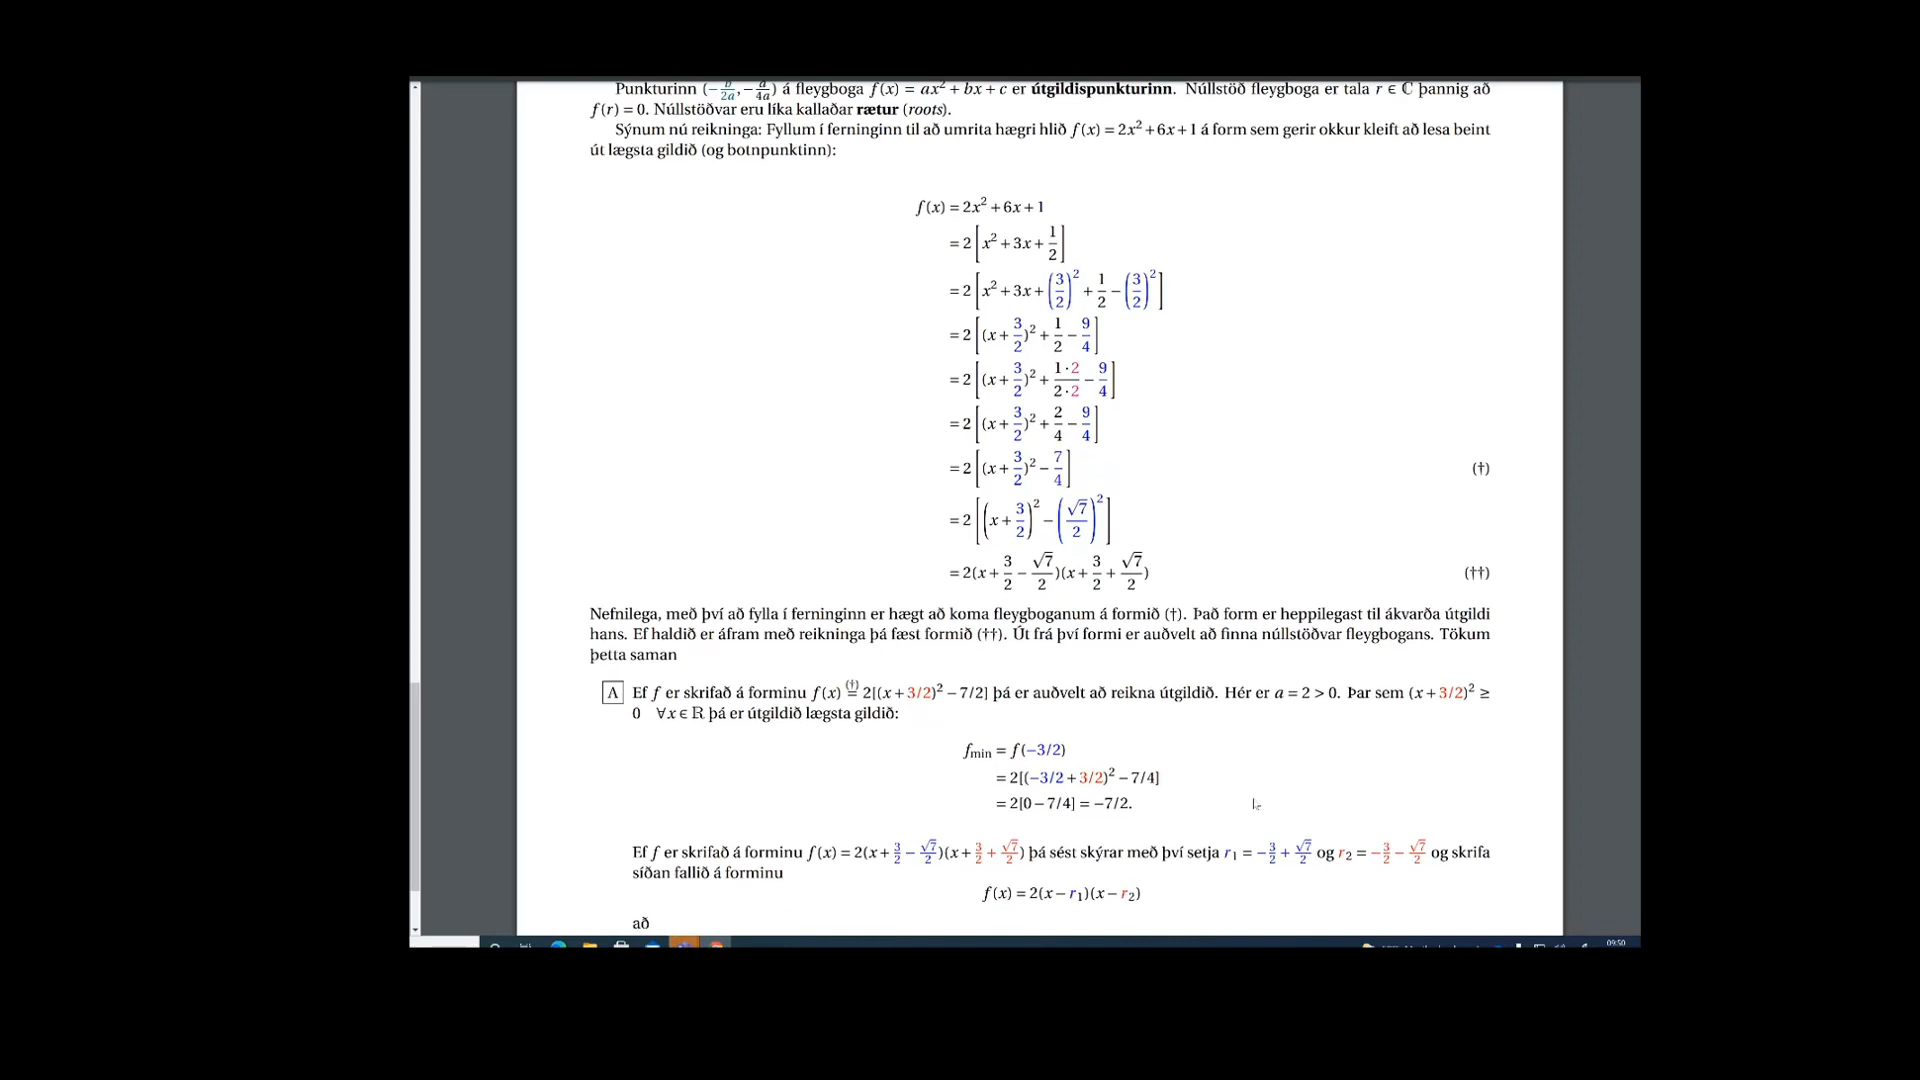 Punkturinn (−b/2a, −d/4a) á fleygboga f(x) = ax² + bx + c er útgildispunkturinn. Núllstöð fleygboga er tala r ∈ ℂ þannig að
f(r) = 0. Núllstöðvar eru líka kallaðar rætur (roots).
Sýnum nú reikninga: Fyllum í ferninginn til að umrita hægri hlið f(x) = 2x² + 6x + 1 á form sem gerir okkur kleift að lesa beint
út lægsta gildið (og botnpunktinn):
f(x) = 2x² + 6x + 1
= 2[x² + 3x + 1/2]
= 2[x² + 3x + (3/2)² + 1/2 − (3/2)²]
= 2[(x + 3/2)² + 1/2 − 9/4]
= 2[(x + 3/2)² + 1·2/2·2 − 9/4]
= 2[(x + 3/2)² + 2/4 − 9/4]
= 2[(x + 3/2)² − 7/4] (†)
= 2[(x + 3/2)² − (√7/2)²]
= 2(x + 3/2 − √7/2)(x + 3/2 + √7/2) (††)
Nefnilega, með því að fylla í ferninginn er hægt að koma fleygboganum á formið (†). Það form er heppilegast til ákvarða útgildi
hans. Ef haldið er áfram með reikninga þá fæst formið (††). Út frá því formi er auðvelt að finna núllstöðvar fleygbogans. Tökum
þetta saman
Λ Ef f er skrifað á forminu f(x) (†)= 2[(x + 3/2)² − 7/2] þá er auðvelt að reikna útgildið. Hér er a = 2 > 0. Þar sem (x + 3/2)² ≥
0 ∀x ∈ ℝ þá er útgildið lægsta gildið:
fmin = f(−3/2)
= 2[(−3/2 + 3/2)² − 7/4]
= 2[0 − 7/4] = −7/2.
Ef f er skrifað á forminu f(x) = 2(x + 3/2 − √7/2)(x + 3/2 + √7/2) þá sést skýrar með því setja r₁ = −3/2 + √7/2 og r₂ = −3/2 − √7/2 og skrifa
síðan fallið á forminu
f(x) = 2(x − r₁)(x − r₂)
að
09:50